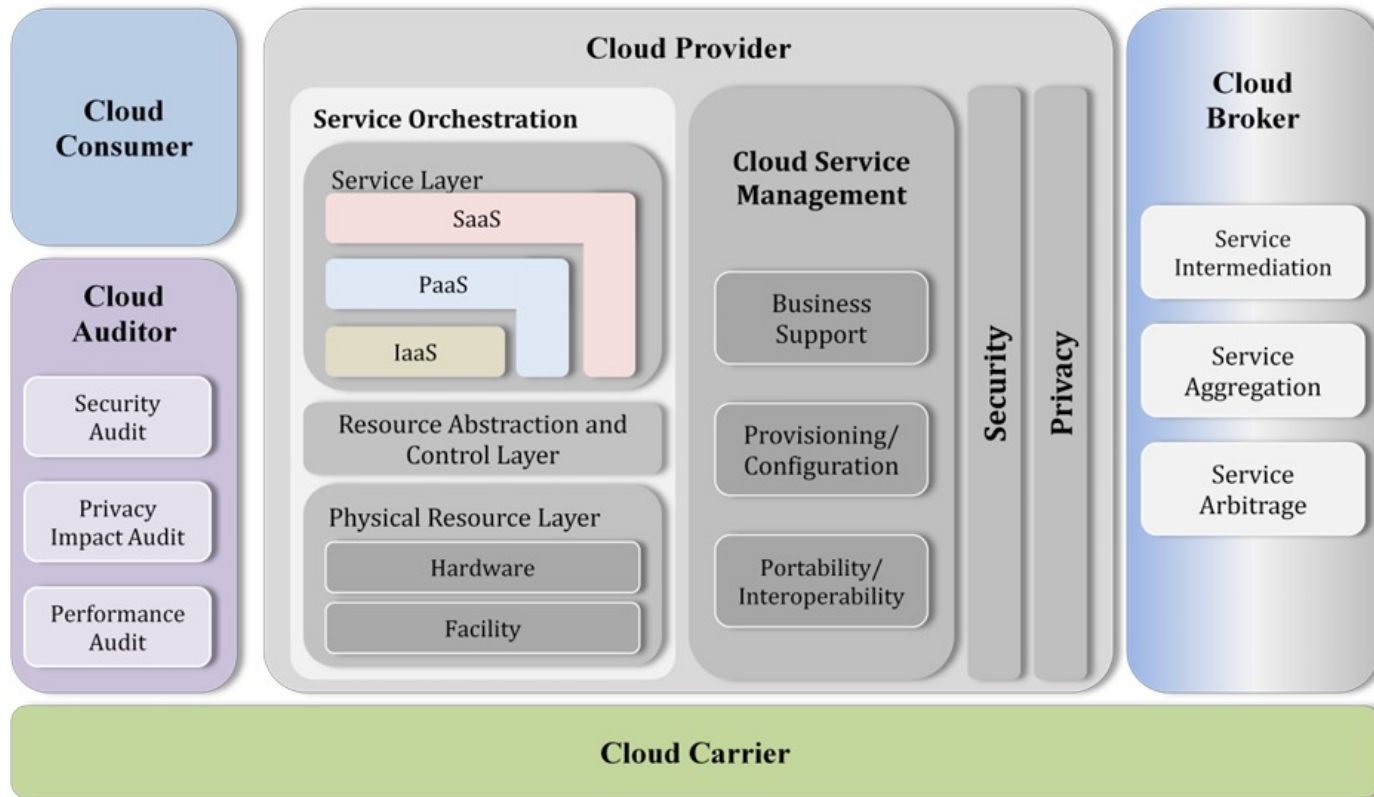 Cloud
Consumer
Cloud
Auditor
Security
Audit
Privacy
Impact Audit
Performance
Audit
Cloud Provider
Service Orchestration
Service Layer
SaaS
PaaS
IaaS
Resource Abstraction and
Control Layer
Physical Resource Layer
Hardware
Facility
Cloud Service
Management
Business
Support
Provisioning/
Configuration
Portability/
Interoperability
Security
Privacy
Cloud
Broker
Service
Intermediation
Service
Aggregation
Service
Arbitrage
Cloud Carrier